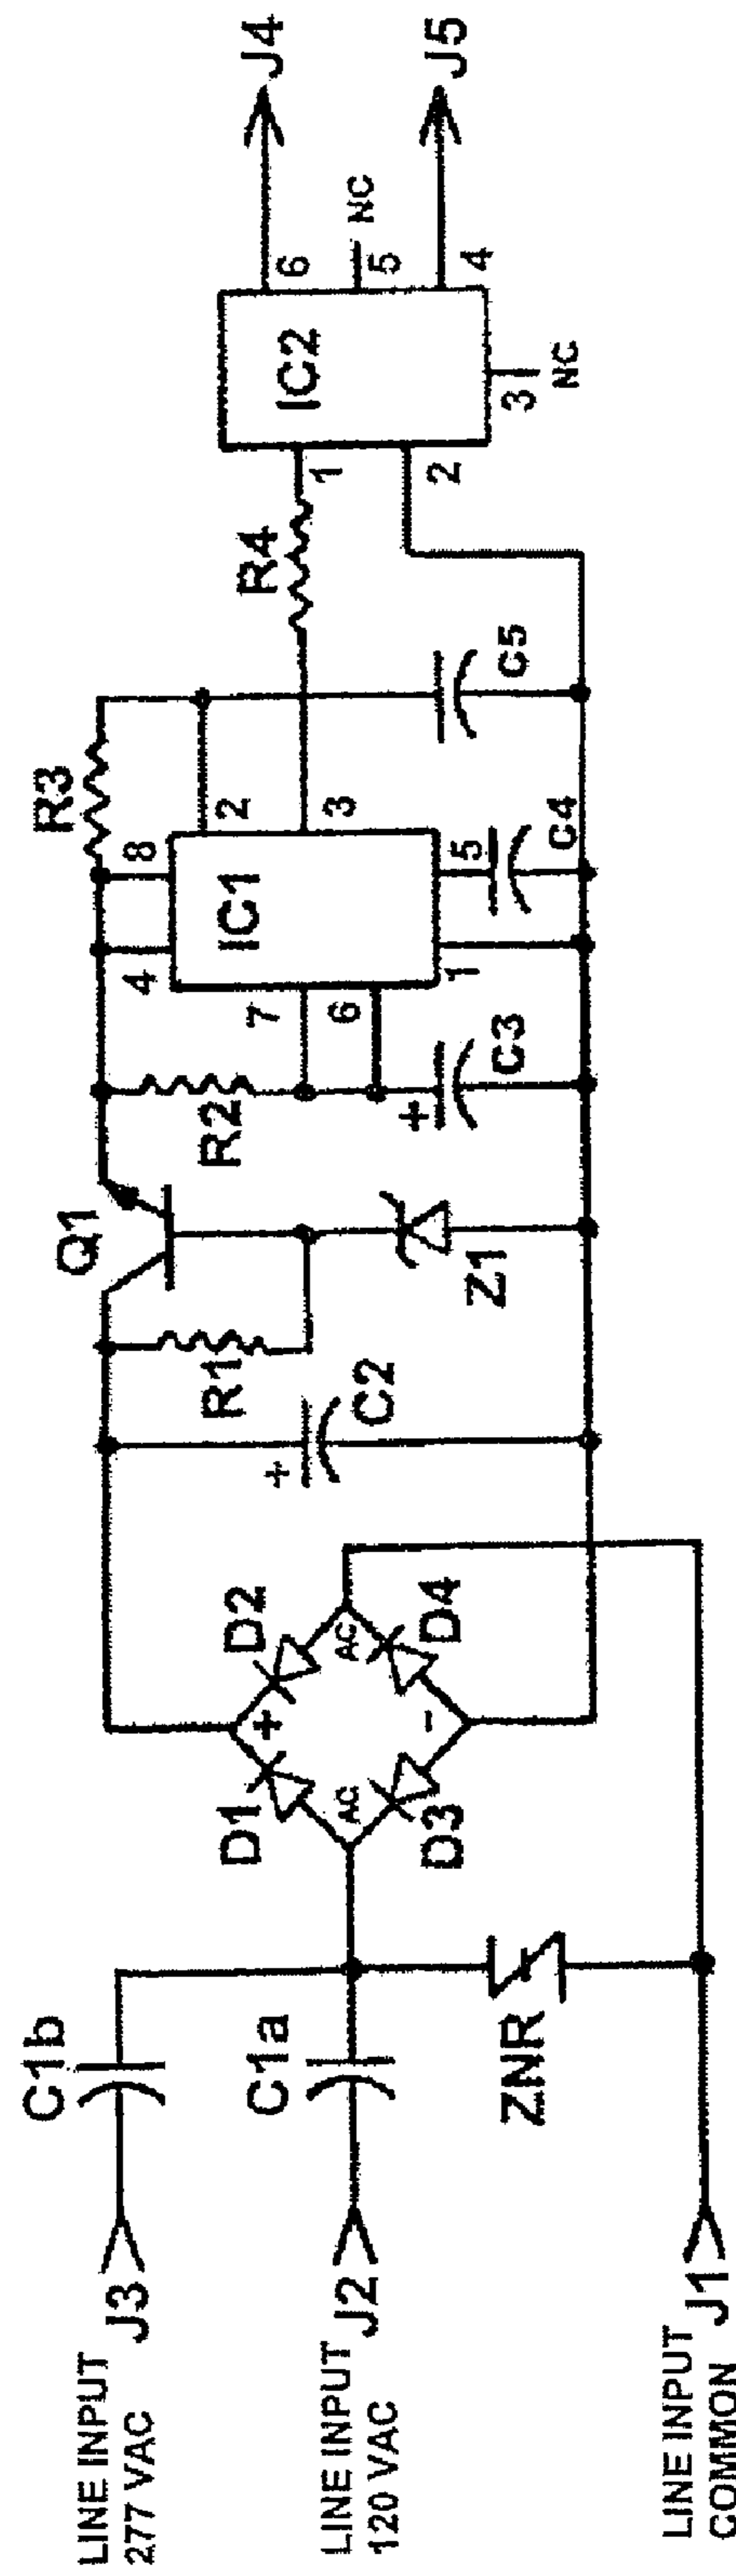 LINE INPUT
277 VAC
J3
C1b
LINE INPUT
120 VAC
J2
C1a
LINE INPUT
COMMON
J1
ZNR
D1
D2
D3
D4
AC
AC
+
-
C2
+
R1
Q1
Z1
R2
C3
+
7
6
4
8
IC1
2
3
1
5
C4
R3
C5
R4
1
2
IC2
3
NC
6
5
NC
4
J4
J5